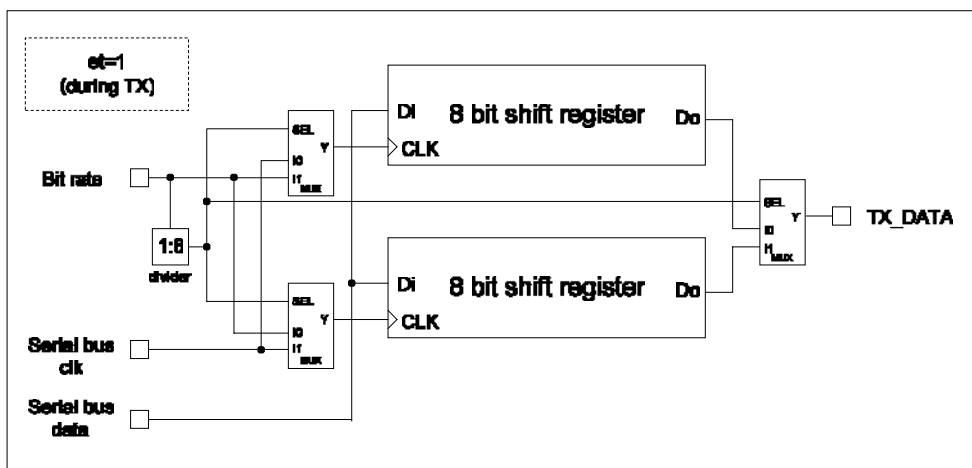 et=1
(during TX)
Bit rate
1:8
divider
Serial bus
clk
Serial bus
data
SEL
I0
I1
Y
MUX
SEL
I0
I1
Y
MUX
Di
8 bit shift register
Do
CLK
Di
8 bit shift register
Do
CLK
SEL
I0
I1
Y
MUX
TX_DATA